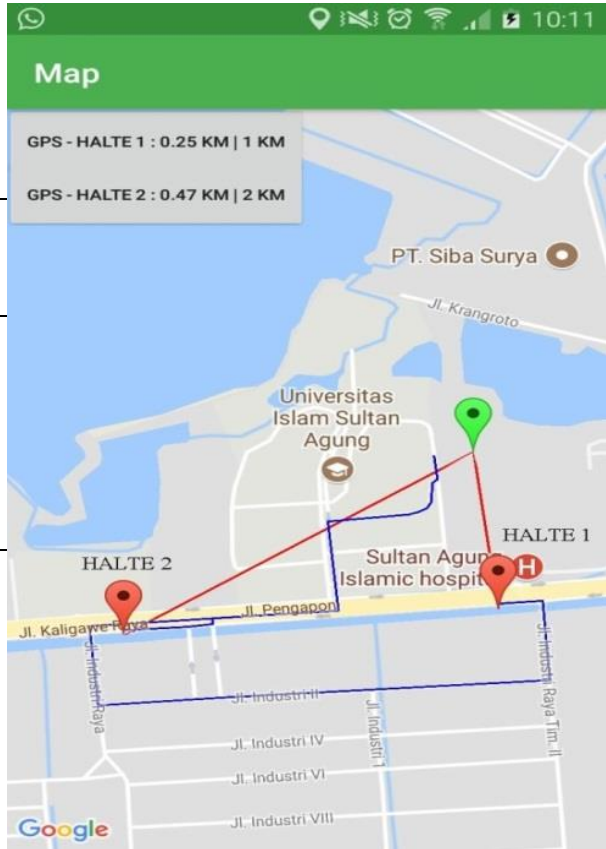 10:11
Map
GPS - HALTE 1 : 0.25 KM | 1 KM
GPS - HALTE 2 : 0.47 KM | 2 KM
PT. Siba Surya
Jl. Krangroto
Universitas
Islam Sultan
Agung
HALTE 1
HALTE 2
Sultan Agung
Islamic hospit
H
Jl. Pengapon
Jl. Kaligawe Raya
Jl. Industri Raya
Jl. Industri Raya Tim. II
Jl. Industri II
Jl. Industri 1
Jl. Industri IV
Jl. Industri VI
Jl. Industri VIII
Google